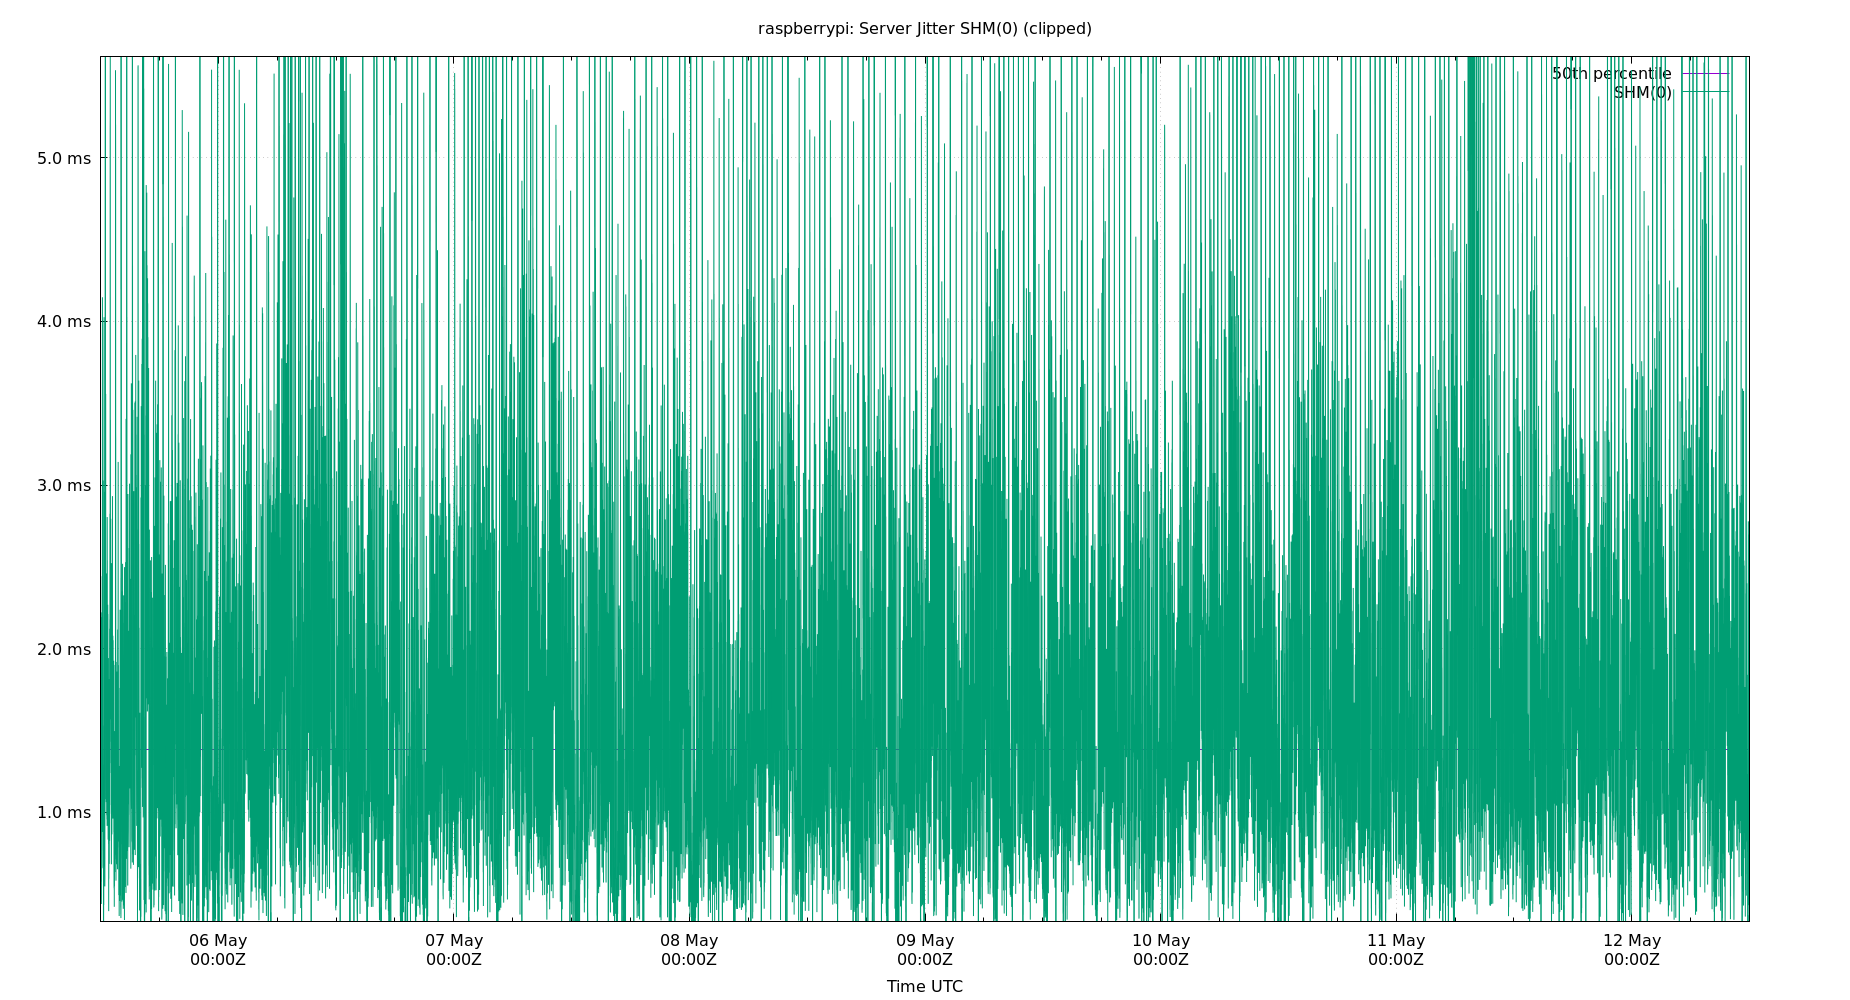 raspberrypi: Server Jitter SHM(0) (clipped)
50th percentile
SHM(0)
5.0 ms
4.0 ms
3.0 ms
2.0 ms
1.0 ms
06 May 07 May 08 May 09 May 10 May 11 May 12 May
00:00Z 00:00Z 00:00Z 00:00Z 00:00Z 00:00Z 00:00Z
Time UTC